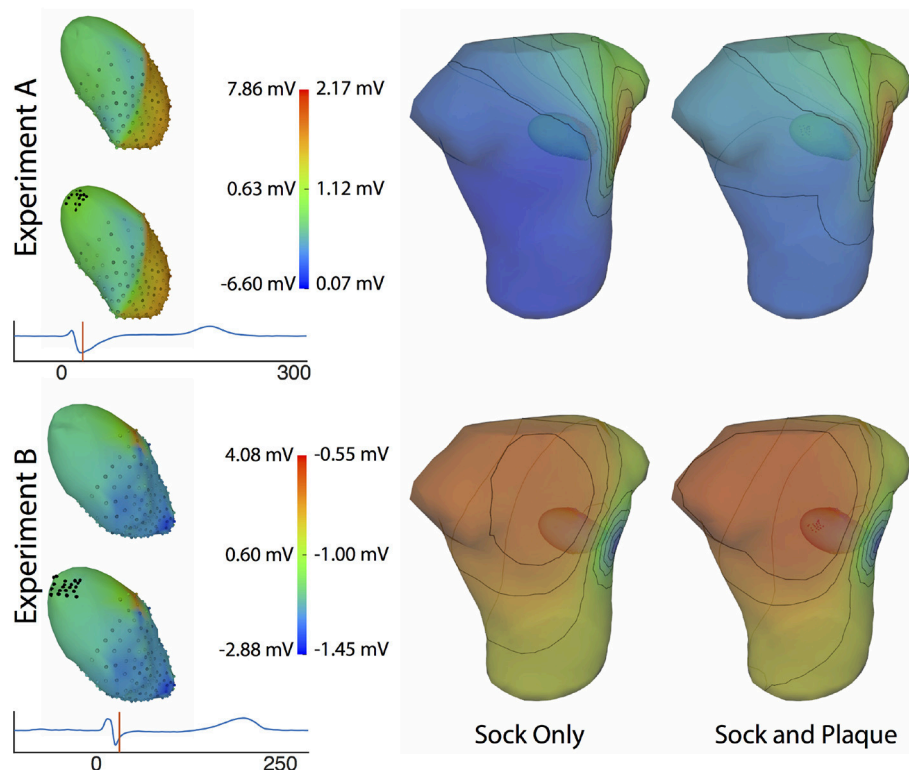 Experiment A
7.86 mV 2.17 mV
0.63 mV 1.12 mV
-6.60 mV 0.07 mV
0 300
Experiment B
4.08 mV -0.55 mV
0.60 mV -1.00 mV
-2.88 mV -1.45 mV
0 250
Sock Only Sock and Plaque